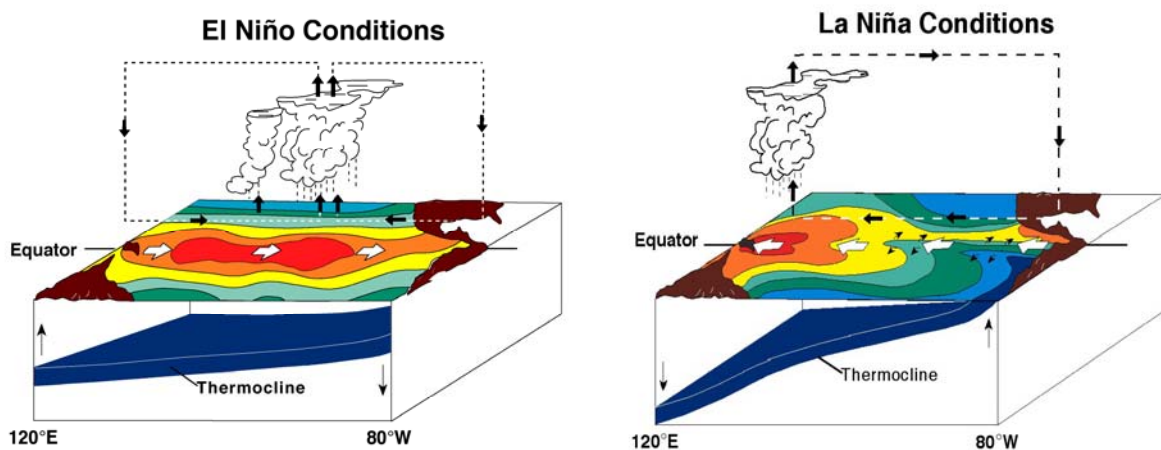 El Niño Conditions
Equator
Thermocline
120°E
80°W
La Niña Conditions
Equator
Thermocline
120°E
80°W